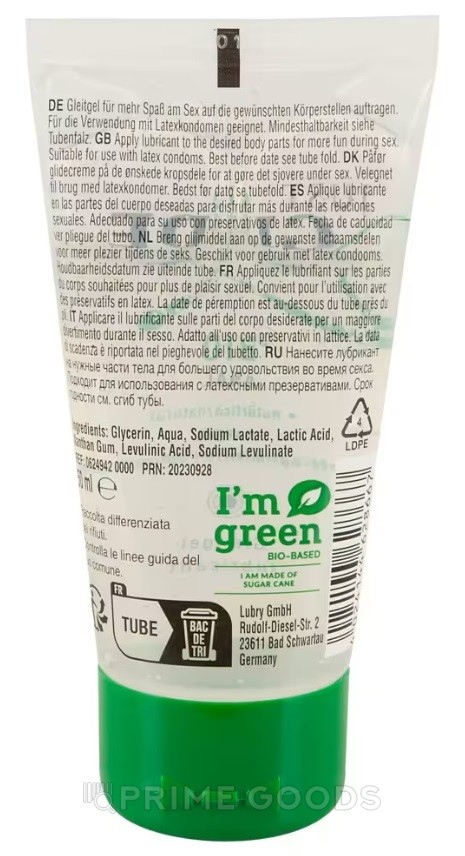 01
DE Gleitgel für mehr Spaß am Sex auf die gewünschten Körperstellen auftragen.
Für die Verwendung mit Latexkondomen geeignet. Mindesthaltbarkeit siehe
Tubenfalz. GB Apply lubricant to the desired body parts for more fun during sex.
Suitable for use with latex condoms. Best before date see tube fold. DK Påfør
glidecreme på de ønskede kropsdele for at gøre det sjovere under sex. Velegnet
til brug med latexkondomer. Bedst før dato se tubefold. ES Aplique lubricante
en las partes del cuerpo deseadas para disfrutar más durante las relaciones
sexuales. Adecuado para su uso con preservativos de látex. Fecha de caducidad
ver pliegue del tubo. NL Breng glijmiddel aan op de gewenste lichaamsdelen
voor meer plezier tijdens de seks. Geschikt voor gebruik met latex condooms.
Houdbaarheidsdatum zie uiteinde tube. FR Appliquez le lubrifiant sur les parties
du corps souhaitées pour plus de plaisir sexuel. Convient pour l'utilisation avec
des préservatifs en latex. La date de péremption est au-dessous du tube près du
pli. IT Applicare il lubrificante sulle parti del corpo desiderate per un maggiore
divertimento durante il sesso. Adatto all'uso con preservativi in lattice. La data
di scadenza è riportata nel pieghevole del tubetto. RU Нанесите лубрикант
на нужные части тела для большего удовольствия во время секса.
Подходит для использования с латексными презервативами. Срок
годности см. сгиб тубы.
Ingredients: Glycerin, Aqua, Sodium Lactate, Lactic Acid,
Xanthan Gum, Levulinic Acid, Sodium Levulinate
REF: 0624942 0000 PRN: 20230928
50 ml e
4
LDPE
I'm
green
BIO-BASED
I AM MADE OF
SUGAR CANE
Raccolta differenziata
dei rifiuti.
Controlla le linee guida del
tuo comune.
FR
TUBE
BAC
DE
TRI
Lubry GmbH
Rudolf-Diesel-Str. 2
23611 Bad Schwartau
Germany
PRIME GOODS